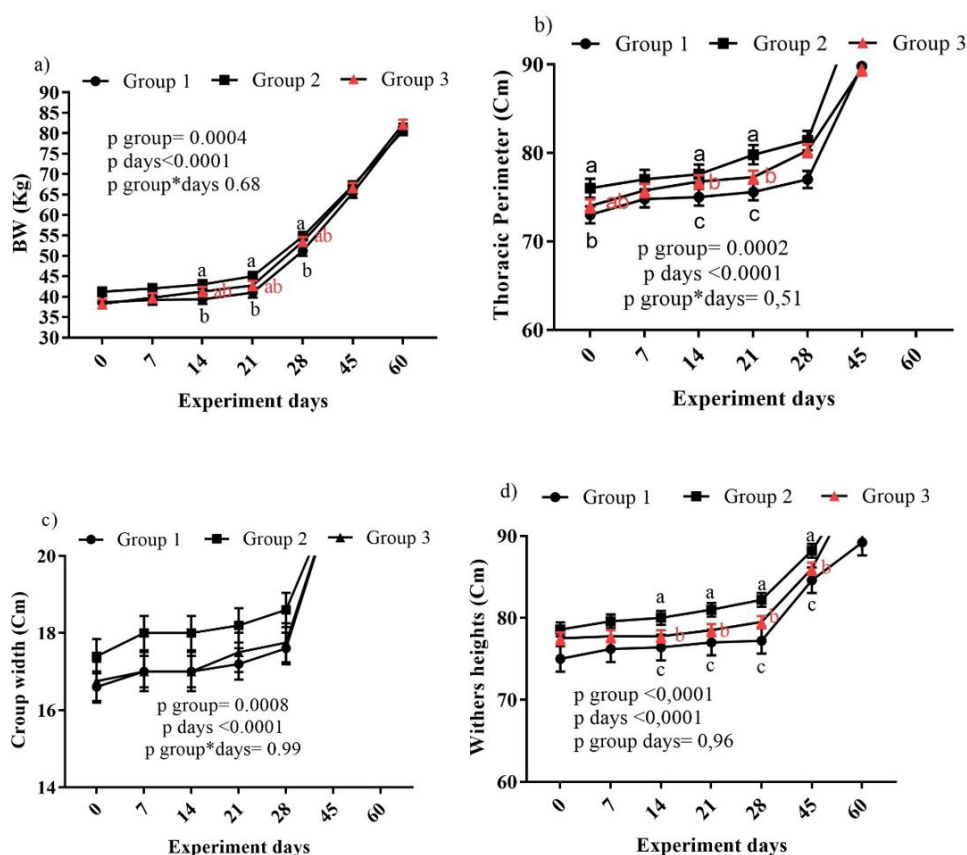 a)
Group 1 Group 2 Group 3
90
85
80
75
70
65
60
55
50
45
40
35
30
BW (Kg)
p group= 0.0004
p days<0.0001
p group*days 0.68
a a a
ab ab ab
b b b
0 7 14 21 28 45 60
Experiment days
b)
Group 1 Group 2 Group 3
90
80
70
60
Thoracic Perimeter (Cm)
a a a
ab b b
b c c
p group= 0.0002
p days <0.0001
p group*days= 0,51
0 7 14 21 28 45 60
Experiment days
c)
Group 1 Group 2 Group 3
20
18
16
14
Croup width (Cm)
p group= 0.0008
p days <0.0001
p group*days= 0.99
0 7 14 21 28 45 60
Experiment days
d)
Group 1 Group 2 Group 3
90
80
70
60
Withers heights (Cm)
a a a a
b b b b
c c c c
p group <0,0001
p days <0,0001
p group days= 0,96
0 7 14 21 28 45 60
Experiment days